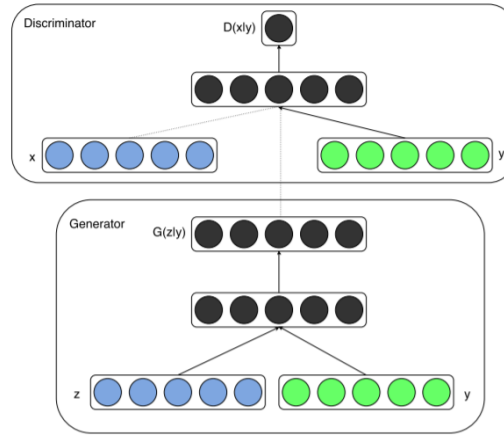 Discriminator
D(x|y)
x
y
Generator
G(z|y)
z
y